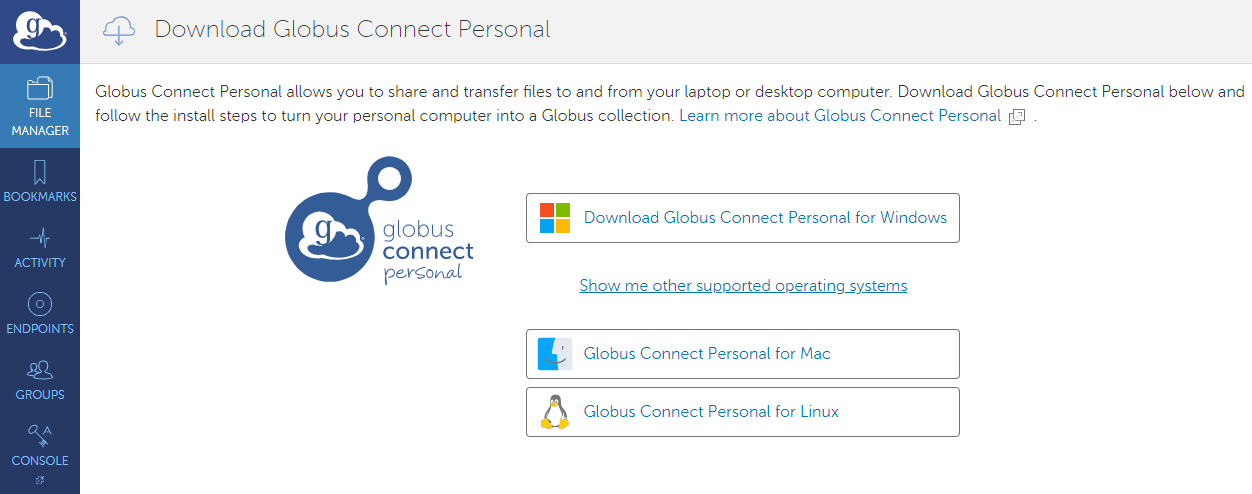 g
Download Globus Connect Personal
FILE
MANAGER
BOOKMARKS
ACTIVITY
ENDPOINTS
GROUPS
CONSOLE
Globus Connect Personal allows you to share and transfer files to and from your laptop or desktop computer. Download Globus Connect Personal below and
follow the install steps to turn your personal computer into a Globus collection. Learn more about Globus Connect Personal .
g
globus
connect
personal
Download Globus Connect Personal for Windows
Show me other supported operating systems
Globus Connect Personal for Mac
Globus Connect Personal for Linux